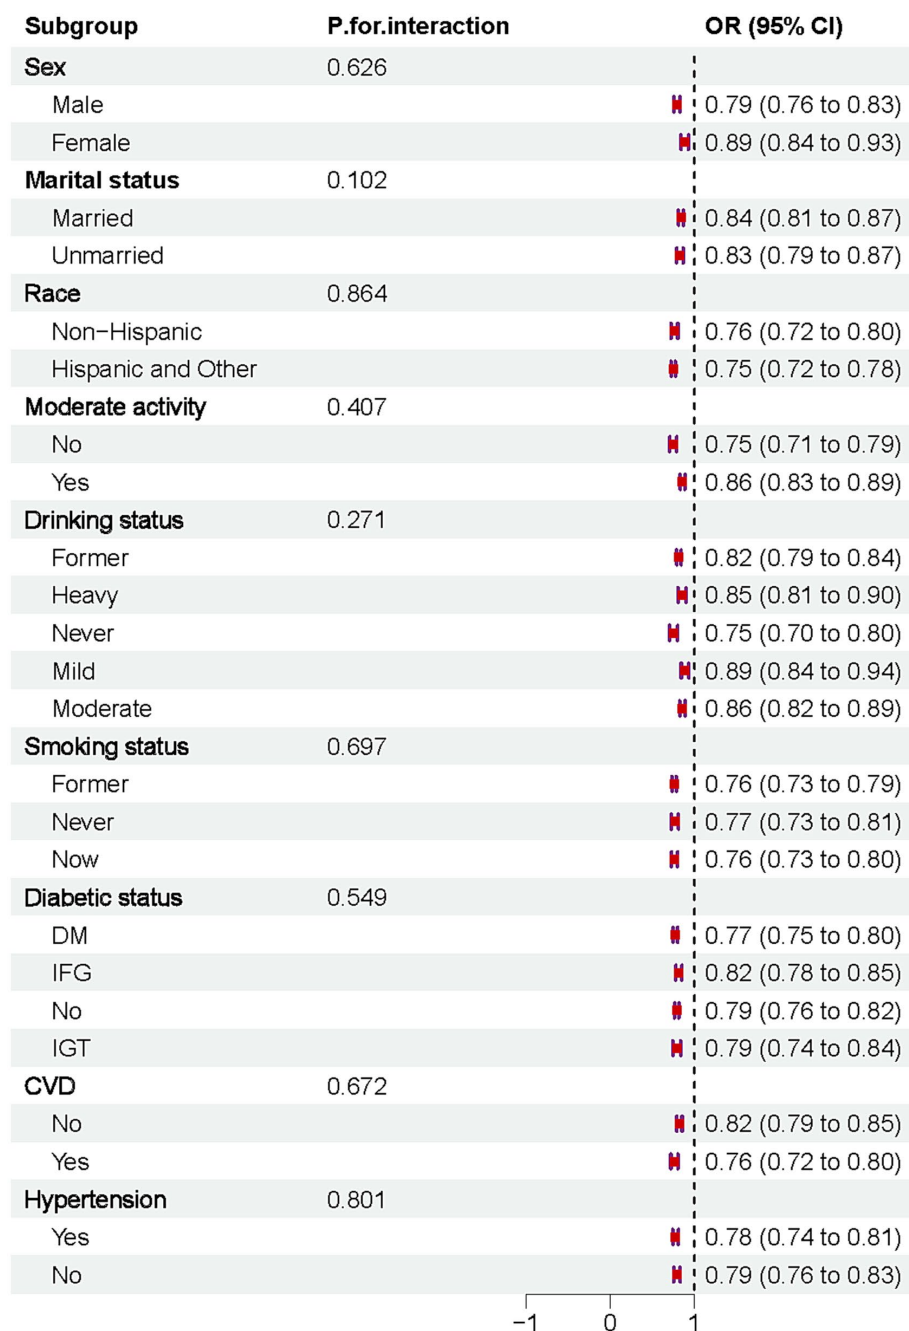 Subgroup P.for.interaction OR (95% CI)
Sex 0.626
Male 0.79 (0.76 to 0.83)
Female 0.89 (0.84 to 0.93)
Marital status 0.102
Married 0.84 (0.81 to 0.87)
Unmarried 0.83 (0.79 to 0.87)
Race 0.864
Non−Hispanic 0.76 (0.72 to 0.80)
Hispanic and Other 0.75 (0.72 to 0.78)
Moderate activity 0.407
No 0.75 (0.71 to 0.79)
Yes 0.86 (0.83 to 0.89)
Drinking status 0.271
Former 0.82 (0.79 to 0.84)
Heavy 0.85 (0.81 to 0.90)
Never 0.75 (0.70 to 0.80)
Mild 0.89 (0.84 to 0.94)
Moderate 0.86 (0.82 to 0.89)
Smoking status 0.697
Former 0.76 (0.73 to 0.79)
Never 0.77 (0.73 to 0.81)
Now 0.76 (0.73 to 0.80)
Diabetic status 0.549
DM 0.77 (0.75 to 0.80)
IFG 0.82 (0.78 to 0.85)
No 0.79 (0.76 to 0.82)
IGT 0.79 (0.74 to 0.84)
CVD 0.672
No 0.82 (0.79 to 0.85)
Yes 0.76 (0.72 to 0.80)
Hypertension 0.801
Yes 0.78 (0.74 to 0.81)
No 0.79 (0.76 to 0.83)
−1 0 1